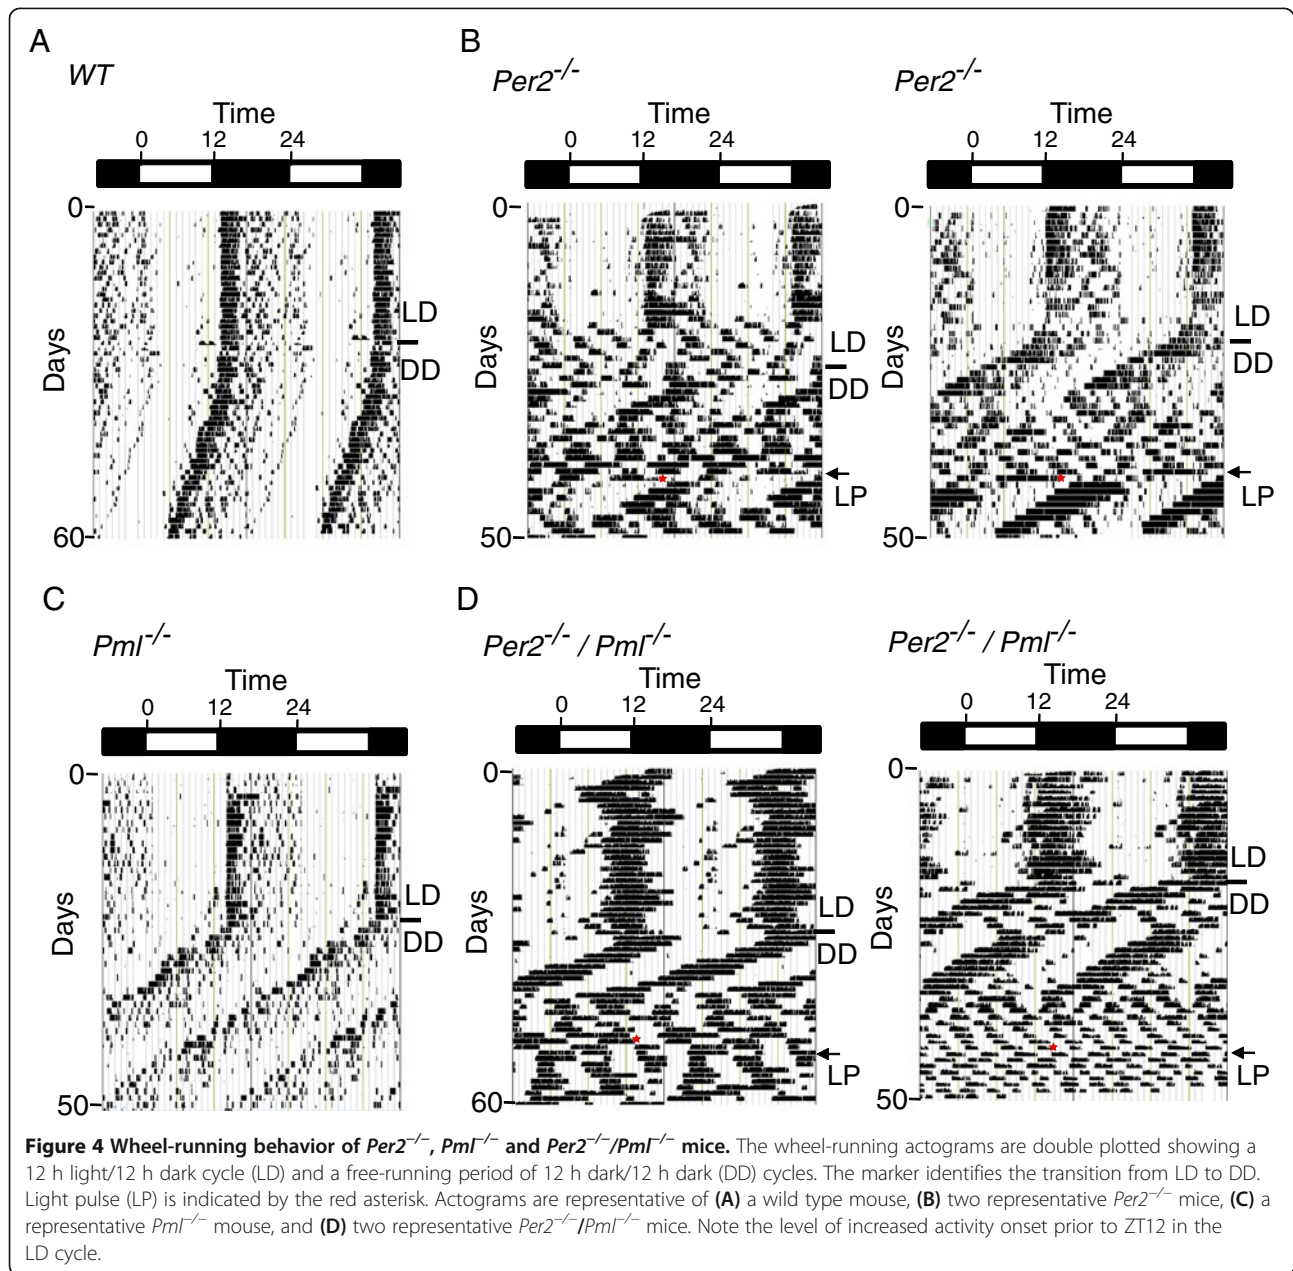 A
WT
Time
0 12 24
0
Days
LD
DD
60
B
Per2-/-
Time
0 12 24
0
Days
LD
DD
LP
50
Per2-/-
Time
0 12 24
0
Days
LD
DD
LP
50
C
Pml-/-
Time
0 12 24
0
Days
LD
DD
50
D
Per2-/- / Pml-/-
Time
0 12 24
0
Days
LD
DD
LP
60
Per2-/- / Pml-/-
Time
0 12 24
0
Days
LD
DD
LP
50
Figure 4 Wheel-running behavior of Per2−/−, Pml−/− and Per2−/−/Pml−/− mice. The wheel-running actograms are double plotted showing a
12 h light/12 h dark cycle (LD) and a free-running period of 12 h dark/12 h dark (DD) cycles. The marker identifies the transition from LD to DD.
Light pulse (LP) is indicated by the red asterisk. Actograms are representative of (A) a wild type mouse, (B) two representative Per2−/− mice, (C) a
representative Pml−/− mouse, and (D) two representative Per2−/−/Pml−/− mice. Note the level of increased activity onset prior to ZT12 in the
LD cycle.